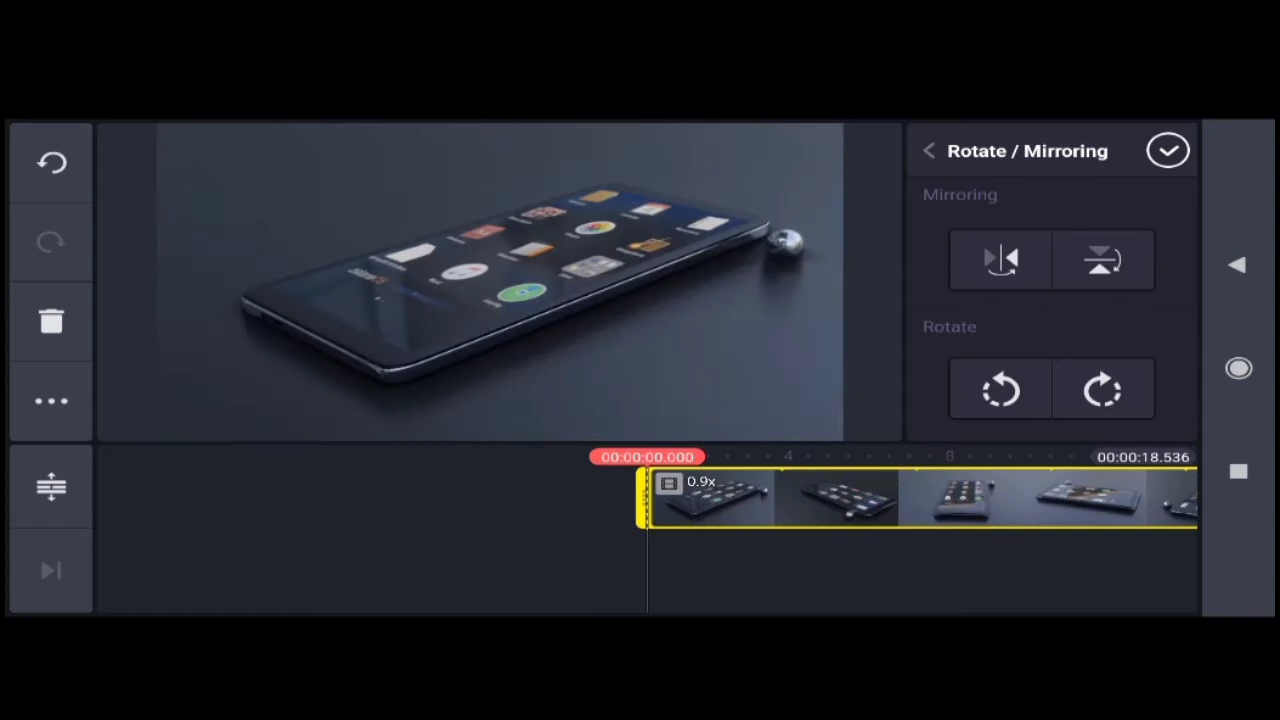 Rotate / Mirroring
Mirroring
Rotate
00:00:00.000
4
8
00:00:18.536
0.9x